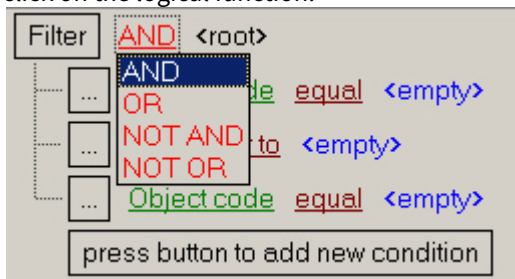 click on the logical function.
Filter AND <root>
AND
... equal <empty>
OR
... NOT AND to <empty>
NOT OR
... Object code equal <empty>
press button to add new condition